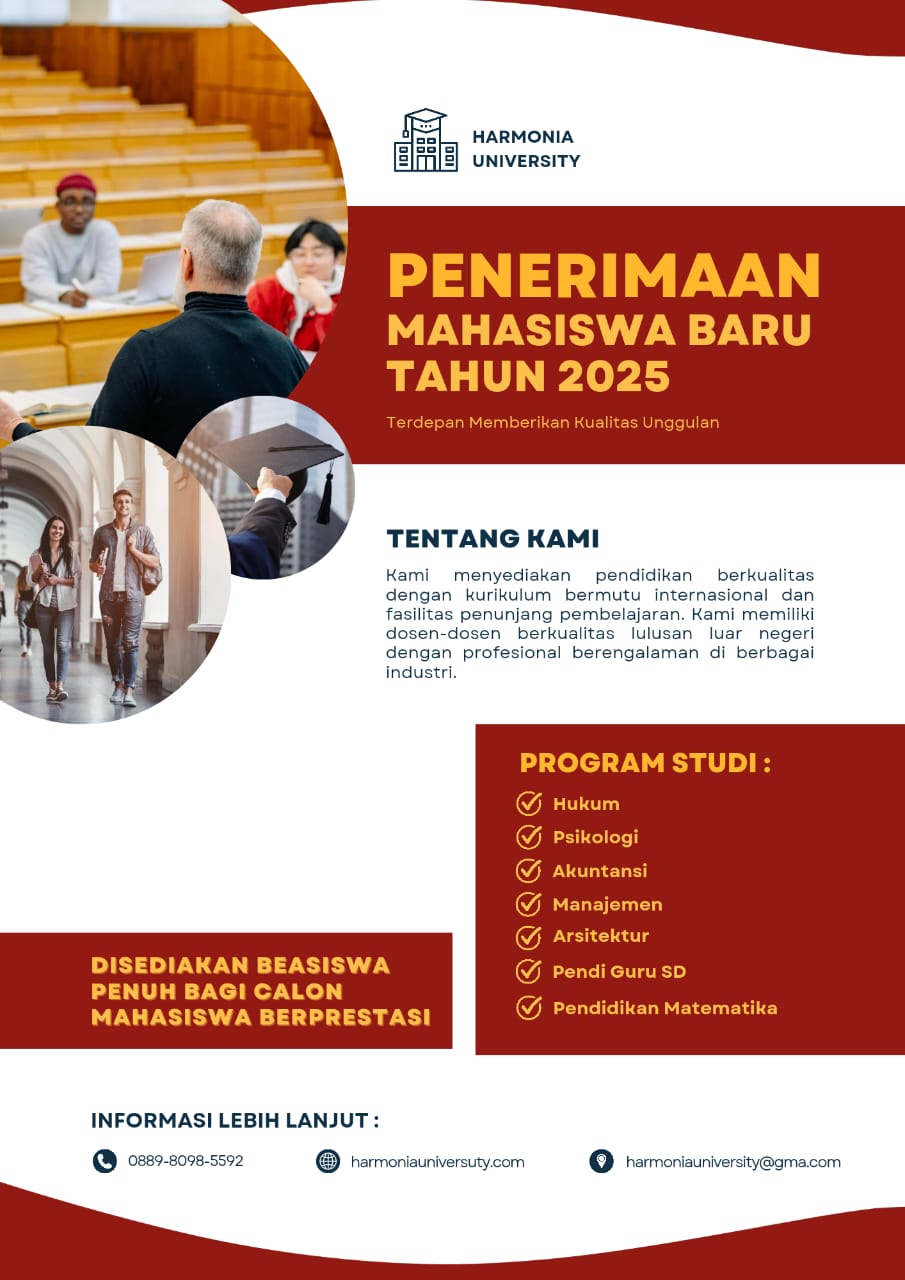 HARMONIA
UNIVERSITY
PENERIMAAN
MAHASISWA BARU
TAHUN 2025
Terdepan Memberikan Kualitas Unggulan
TENTANG KAMI
Kami menyediakan pendidikan berkualitas
dengan kurikulum bermutu internasional dan
fasilitas penunjang pembelajaran. Kami memiliki
dosen-dosen berkualitas lulusan luar negeri
dengan profesional berengalaman di berbagai
industri.
PROGRAM STUDI :
Hukum
Psikologi
Akuntansi
Manajemen
Arsitektur
Pendi Guru SD
Pendidikan Matematika
DISEDIAKAN BEASISWA
PENUH BAGI CALON
MAHASISWA BERPRESTASI
INFORMASI LEBIH LANJUT :
0889-8098-5592
harmoniauniversuty.com
harmoniauniversity@gma.com